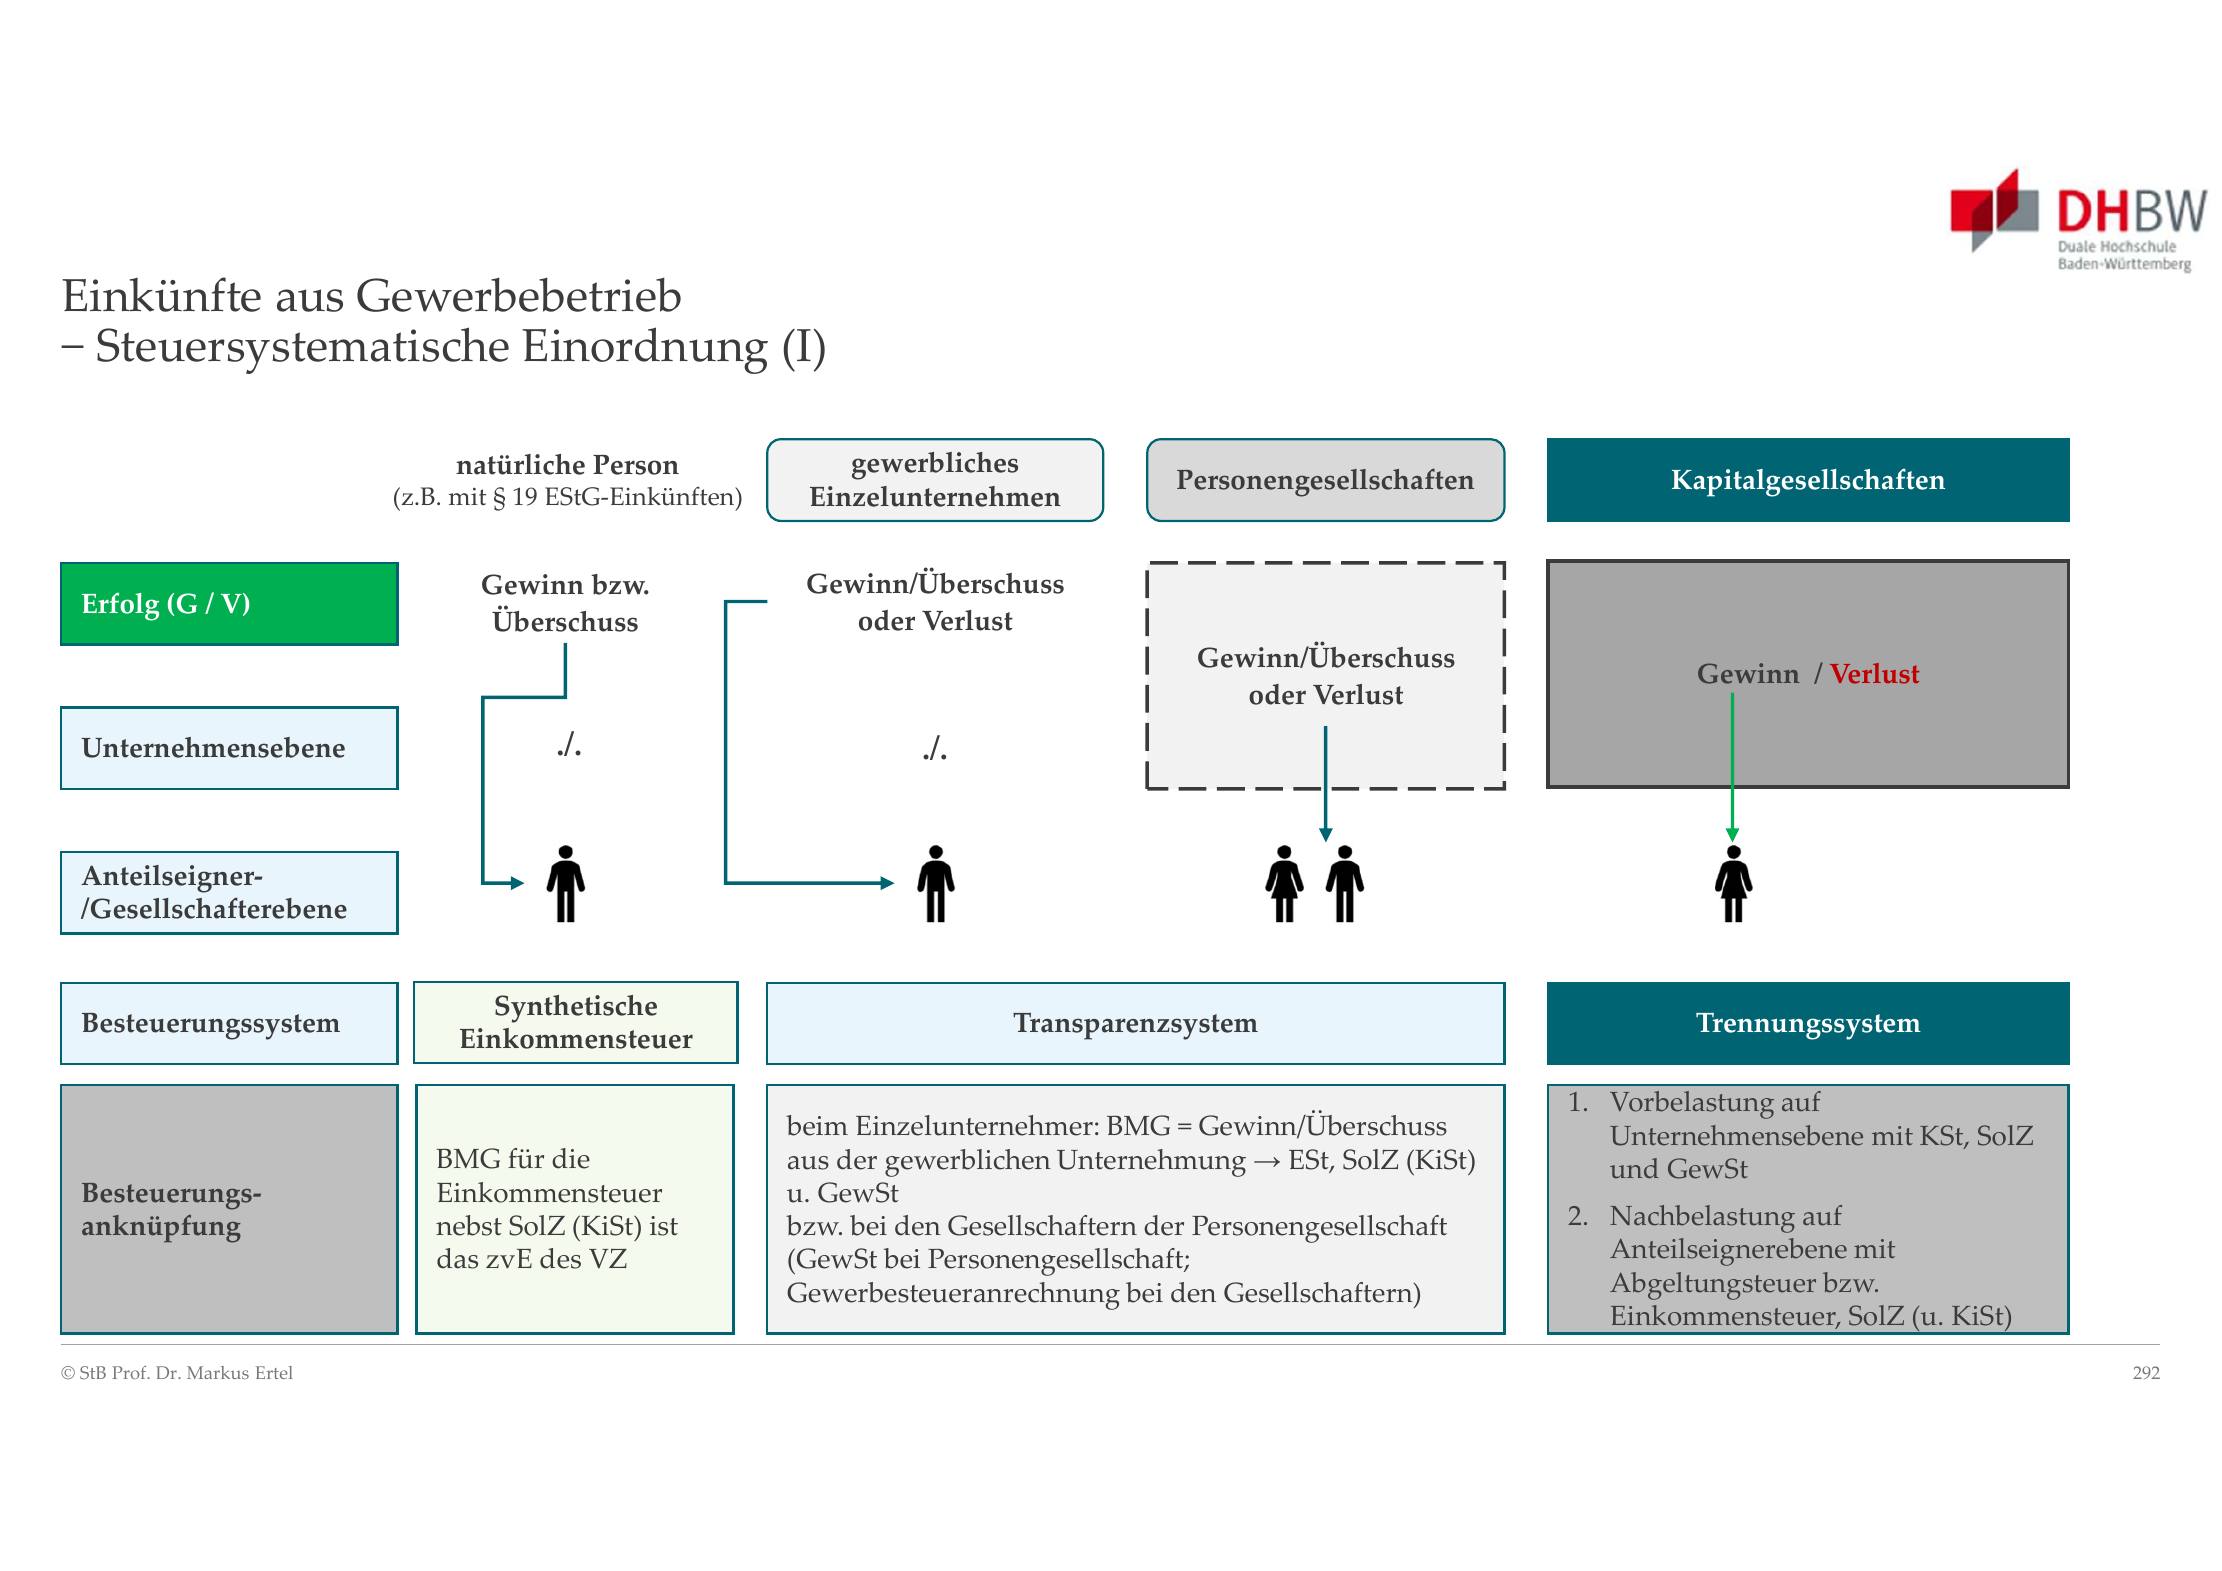 DHBW
Duale Hochschule
Baden-Württemberg
Einkünfte aus Gewerbebetrieb
– Steuersystematische Einordnung (I)
natürliche Person
(z.B. mit § 19 EStG-Einkünften)
gewerbliches
Einzelunternehmen
Personengesellschaften
Kapitalgesellschaften
Erfolg (G / V)
Gewinn bzw.
Überschuss
Gewinn/Überschuss
oder Verlust
Gewinn/Überschuss
oder Verlust
Gewinn / Verlust
Unternehmensebene
./.
./.
Anteilseigner-
/Gesellschafterebene
Besteuerungssystem
Synthetische
Einkommensteuer
Transparenzsystem
Trennungssystem
Besteuerungs-
anknüpfung
BMG für die
Einkommensteuer
nebst SolZ (KiSt) ist
das zvE des VZ
beim Einzelunternehmer: BMG = Gewinn/Überschuss
aus der gewerblichen Unternehmung → ESt, SolZ (KiSt)
u. GewSt
bzw. bei den Gesellschaftern der Personengesellschaft
(GewSt bei Personengesellschaft;
Gewerbesteueranrechnung bei den Gesellschaftern)
1. Vorbelastung auf
Unternehmensebene mit KSt, SolZ
und GewSt
2. Nachbelastung auf
Anteilseignerebene mit
Abgeltungsteuer bzw.
Einkommensteuer, SolZ (u. KiSt)
© StB Prof. Dr. Markus Ertel
292